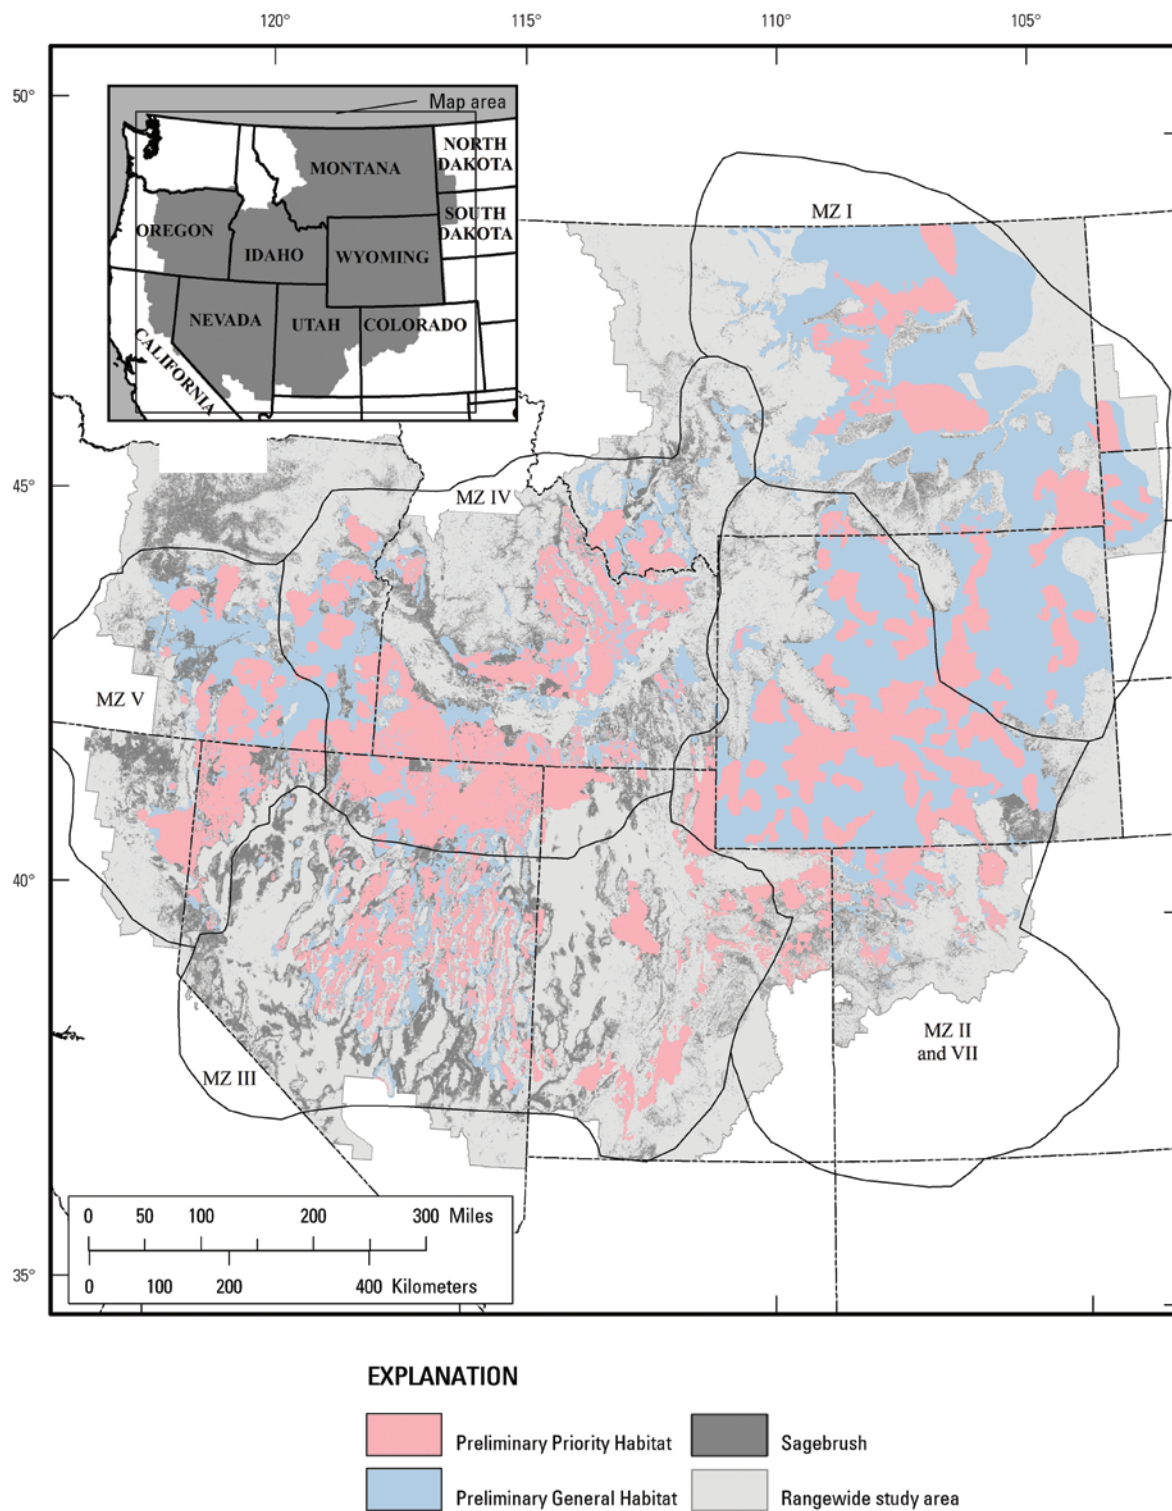 120°
115°
110°
105°
50°
45°
40°
35°
Map area
NORTH
DAKOTA
MONTANA
SOUTH
DAKOTA
OREGON
IDAHO
WYOMING
NEVADA
UTAH
COLORADO
CALIFORNIA
MZ I
MZ IV
MZ V
MZ III
MZ II
and VII
0 50 100 200 300 Miles
0 100 200 400 Kilometers
EXPLANATION
Preliminary Priority Habitat
Sagebrush
Preliminary General Habitat
Rangewide study area